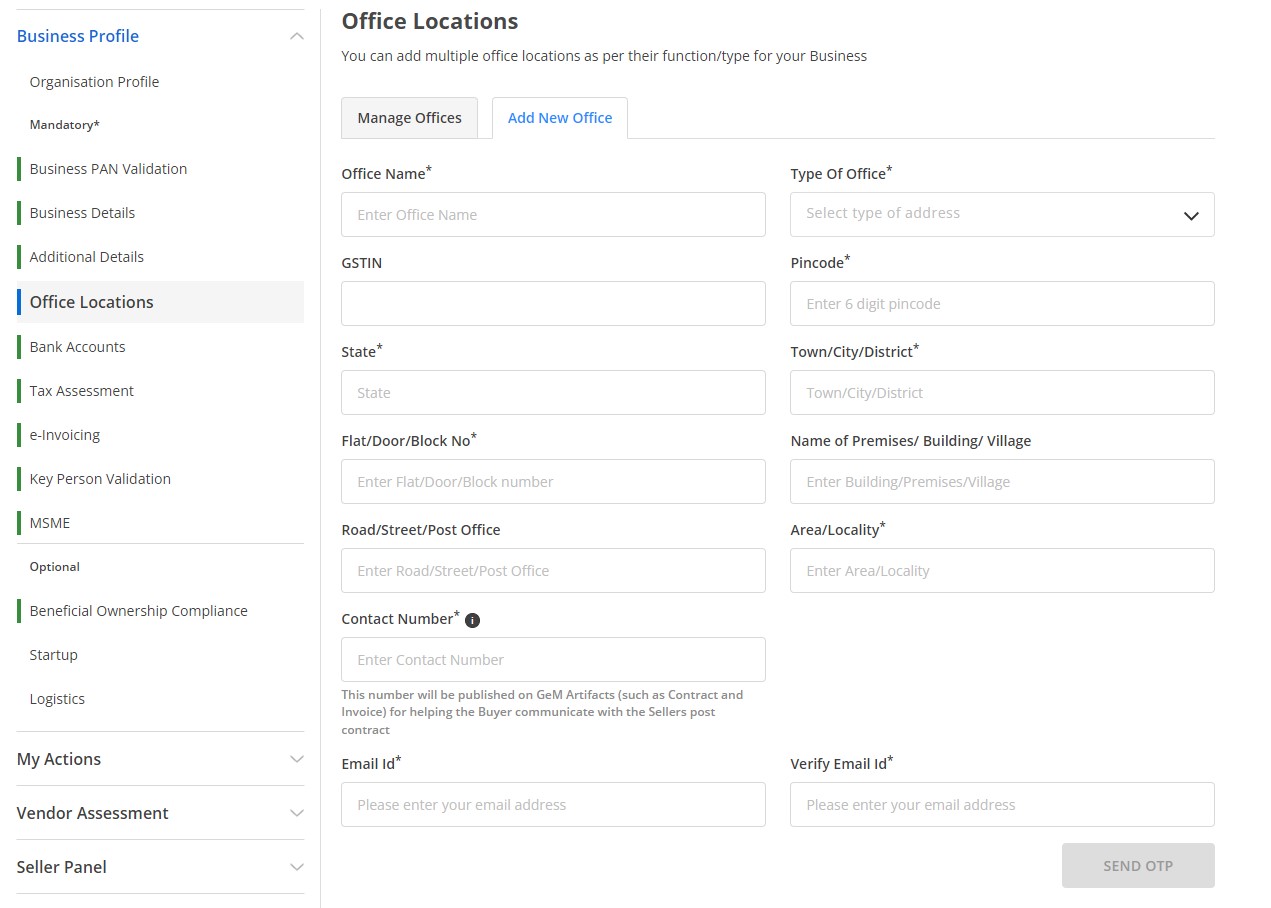 Business Profile
Organisation Profile
Mandatory*
Business PAN Validation
Business Details
Additional Details
Office Locations
Bank Accounts
Tax Assessment
e-Invoicing
Key Person Validation
MSME
Optional
Beneficial Ownership Compliance
Startup
Logistics
My Actions
Vendor Assessment
Seller Panel
Office Locations
You can add multiple office locations as per their function/type for your Business
Manage Offices
Add New Office
Office Name*
Enter Office Name
Type Of Office*
Select type of address
GSTIN
Pincode*
Enter 6 digit pincode
State*
State
Town/City/District*
Town/City/District
Flat/Door/Block No*
Enter Flat/Door/Block number
Name of Premises/ Building/ Village
Enter Building/Premises/Village
Road/Street/Post Office
Enter Road/Street/Post Office
Area/Locality*
Enter Area/Locality
Contact Number* i
Enter Contact Number
This number will be published on GeM Artifacts (such as Contract and
Invoice) for helping the Buyer communicate with the Sellers post
contract
Email Id*
Please enter your email address
Verify Email Id*
Please enter your email address
SEND OTP